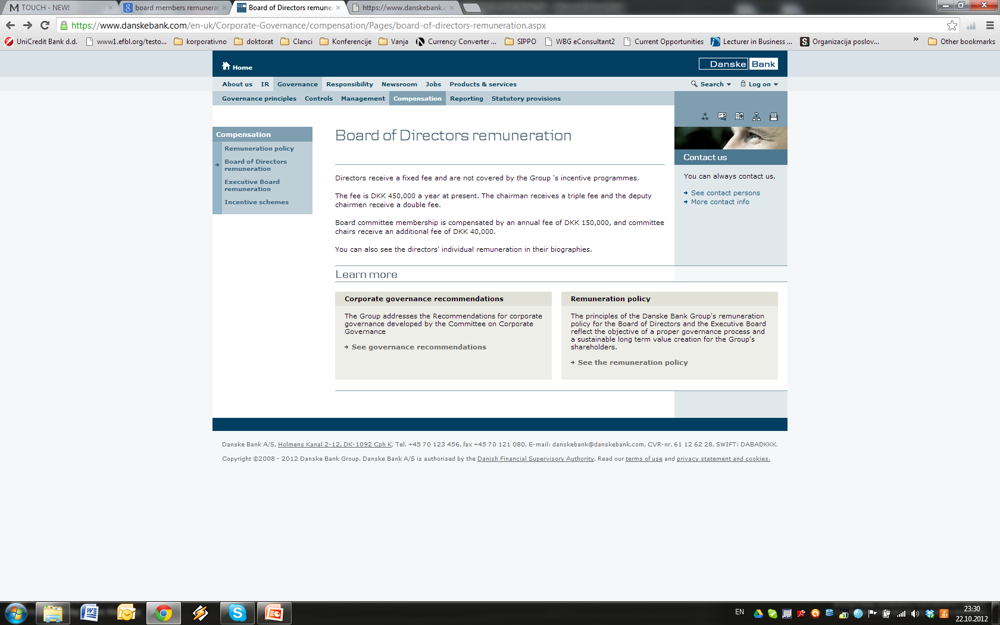 TOUCH - NEW!
board members remunerat
Board of Directors remune
https://www.danskebank.c
https://www.danskebank.com/en-uk/Corporate-Governance/compensation/Pages/board-of-directors-remuneration.aspx
UniCredit Bank d.d.
www1.efbl.org/testo...
korporativno
doktorat
Clanci
Konferencije
Vanja
Currency Converter ...
SIPPO
WBG eConsultant2
Current Opportunities
Lecturer in Business ...
Organizacija poslov...
»
Other bookmarks
Home
Danske Bank
About us IR Governance Responsibility Newsroom Jobs Products & services
Search Log on
Governance principles Controls Management Compensation Reporting Statutory provisions
Compensation
Remuneration policy
Board of Directors
remuneration
Executive Board
remuneration
Incentive schemes
Board of Directors remuneration
Directors receive a fixed fee and are not covered by the Group 's incentive programmes.
The fee is DKK 450,000 a year at present. The chairman receives a triple fee and the deputy
chairmen receive a double fee.
Board committee membership is compensated by an annual fee of DKK 150,000, and committee
chairs receive an additional fee of DKK 40,000.
You can also see the directors' individual remuneration in their biographies.
Contact us
You can always contact us.
See contact persons
More contact info
Learn more
Corporate governance recommendations
The Group addresses the Recommendations for corporate
governance developed by the Committee on Corporate
Governance
See governance recommendations
Remuneration policy
The principles of the Danske Bank Group's remuneration
policy for the Board of Directors and the Executive Board
reflect the objective of a proper governance process and
a sustainable long term value creation for the Group's
shareholders.
See the remuneration policy
Danske Bank A/S, Holmens Kanal 2-12, DK-1092 Cph K, Tel. +45 70 123 456, fax +45 70 121 080, E-mail: danskebank@danskebank.com, CVR-nr. 61 12 62 28, SWIFT: DABADKKK.
Copyright ©2008 - 2012 Danske Bank Group. Danske Bank A/S is authorised by the Danish Financial Supervisory Authority. Read our terms of use and privacy statement and cookies.
EN
23:30
22.10.2012